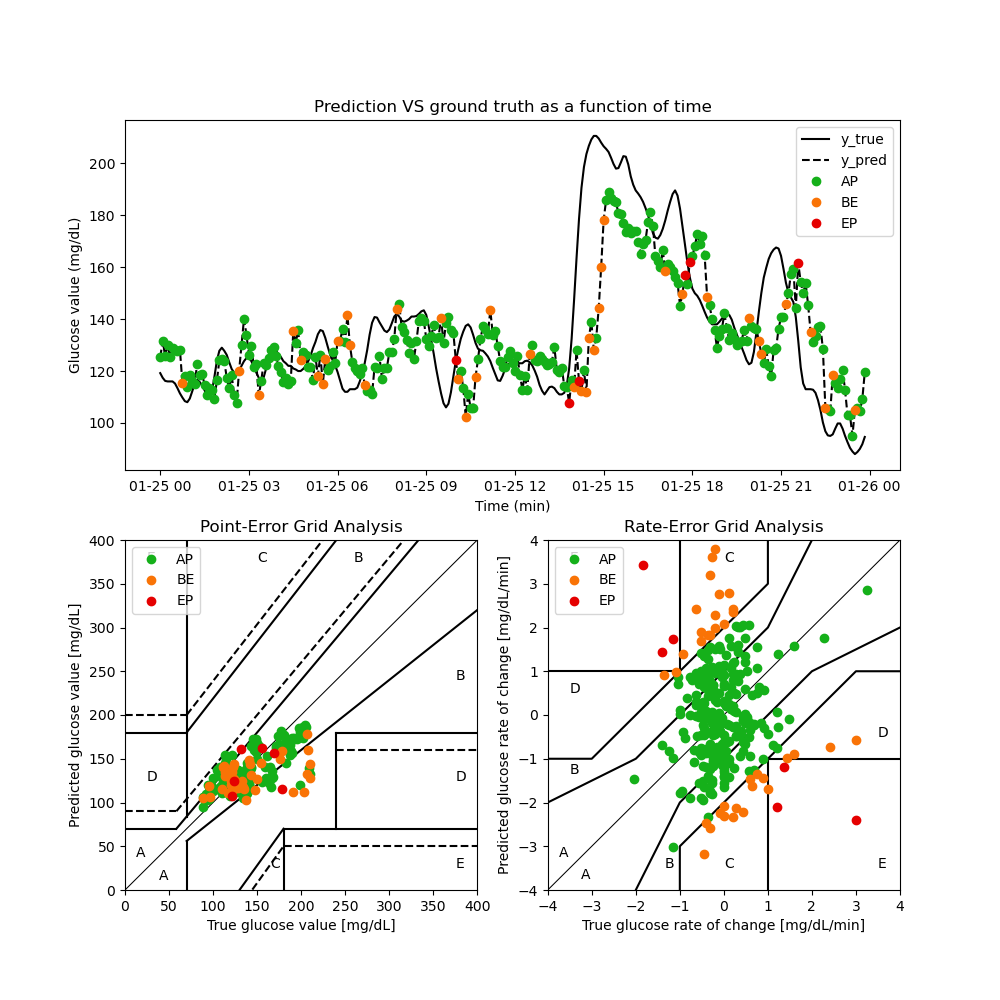 Prediction VS ground truth as a function of time
Glucose value (mg/dL)
200
180
160
140
120
100
y_true
y_pred
AP
BE
EP
01-25 00 01-25 03 01-25 06 01-25 09 01-25 12 01-25 15 01-25 18 01-25 21 01-26 00
Time (min)
Point-Error Grid Analysis
Predicted glucose value [mg/dL]
400
350
300
250
200
150
100
50
0
AP
BE
EP
C
B
B
D
D
A
A
C
E
0 50 100 150 200 250 300 350 400
True glucose value [mg/dL]
Rate-Error Grid Analysis
Predicted glucose rate of change [mg/dL/min]
4
3
2
1
0
−1
−2
−3
−4
AP
BE
EP
C
D
D
B
A
A
B
C
E
−4 −3 −2 −1 0 1 2 3 4
True glucose rate of change [mg/dL/min]